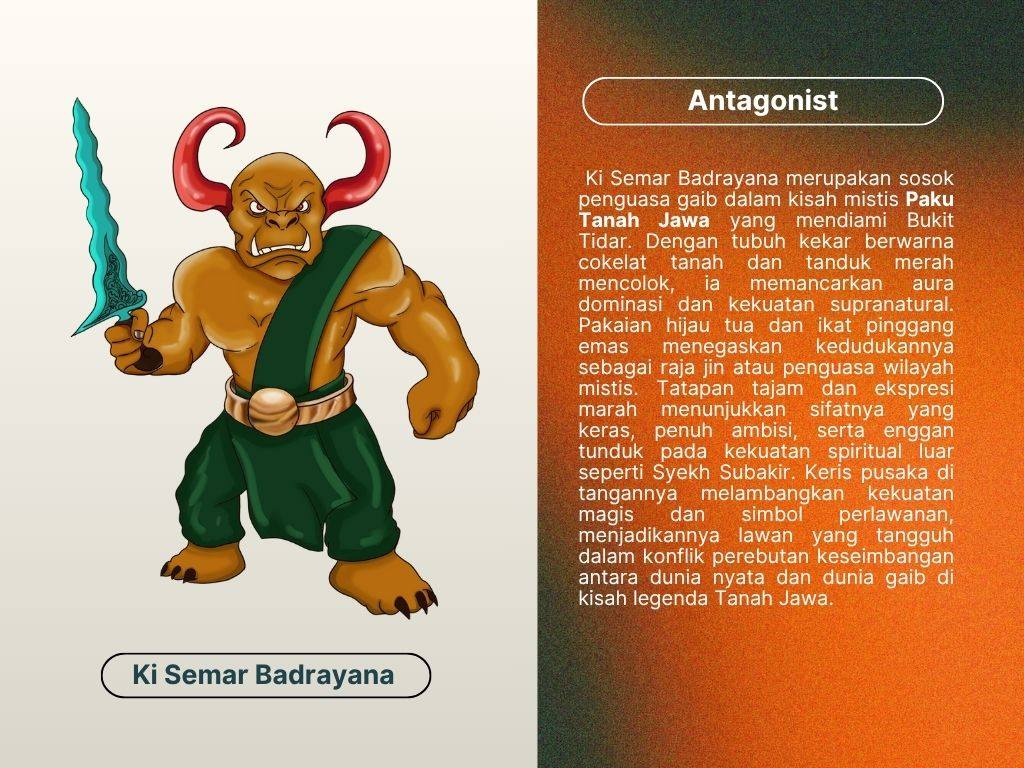 Ki Semar Badrayana
Antagonist
Ki Semar Badrayana merupakan sosok
penguasa gaib dalam kisah mistis Paku
Tanah Jawa yang mendiami Bukit
Tidar. Dengan tubuh kekar berwarna
cokelat tanah dan tanduk merah
mencolok, ia memancarkan aura
dominasi dan kekuatan supranatural.
Pakaian hijau tua dan ikat pinggang
emas menegaskan kedudukannya
sebagai raja jin atau penguasa wilayah
mistis. Tatapan tajam dan ekspresi
marah menunjukkan sifatnya yang
keras, penuh ambisi, serta enggan
tunduk pada kekuatan spiritual luar
seperti Syekh Subakir. Keris pusaka di
tangannya melambangkan kekuatan
magis dan simbol perlawanan,
menjadikannya lawan yang tangguh
dalam konflik perebutan keseimbangan
antara dunia nyata dan dunia gaib di
kisah legenda Tanah Jawa.